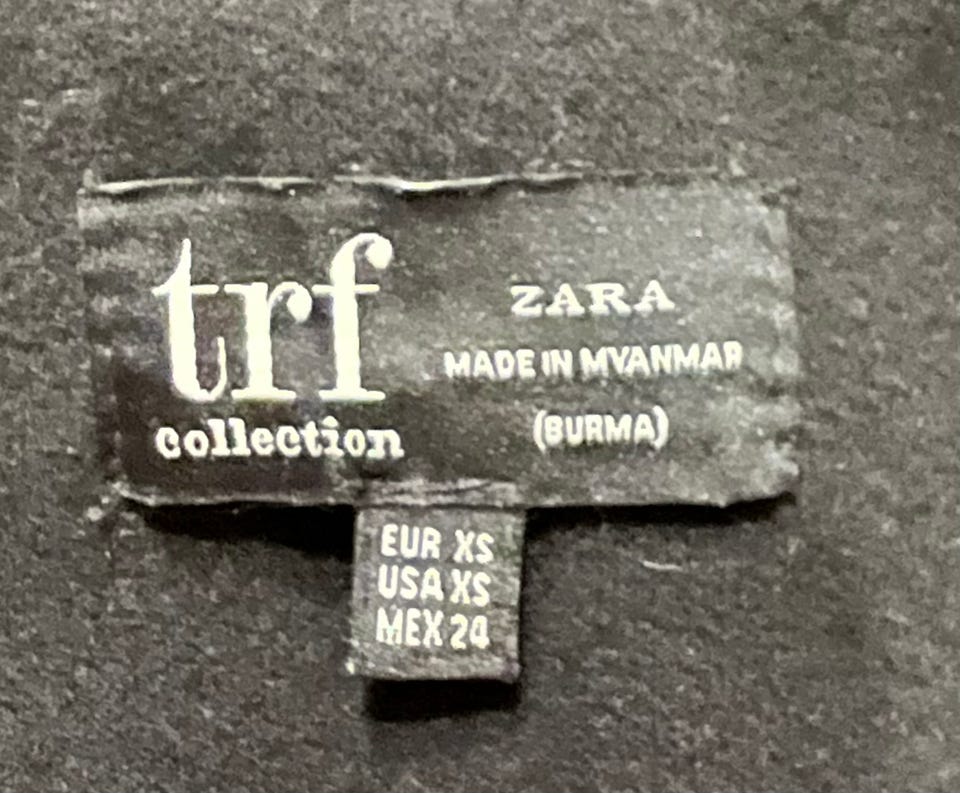 trf
collection
ZARA
MADE IN MYANMAR
(BURMA)
EUR XS
USA XS
MEX 24